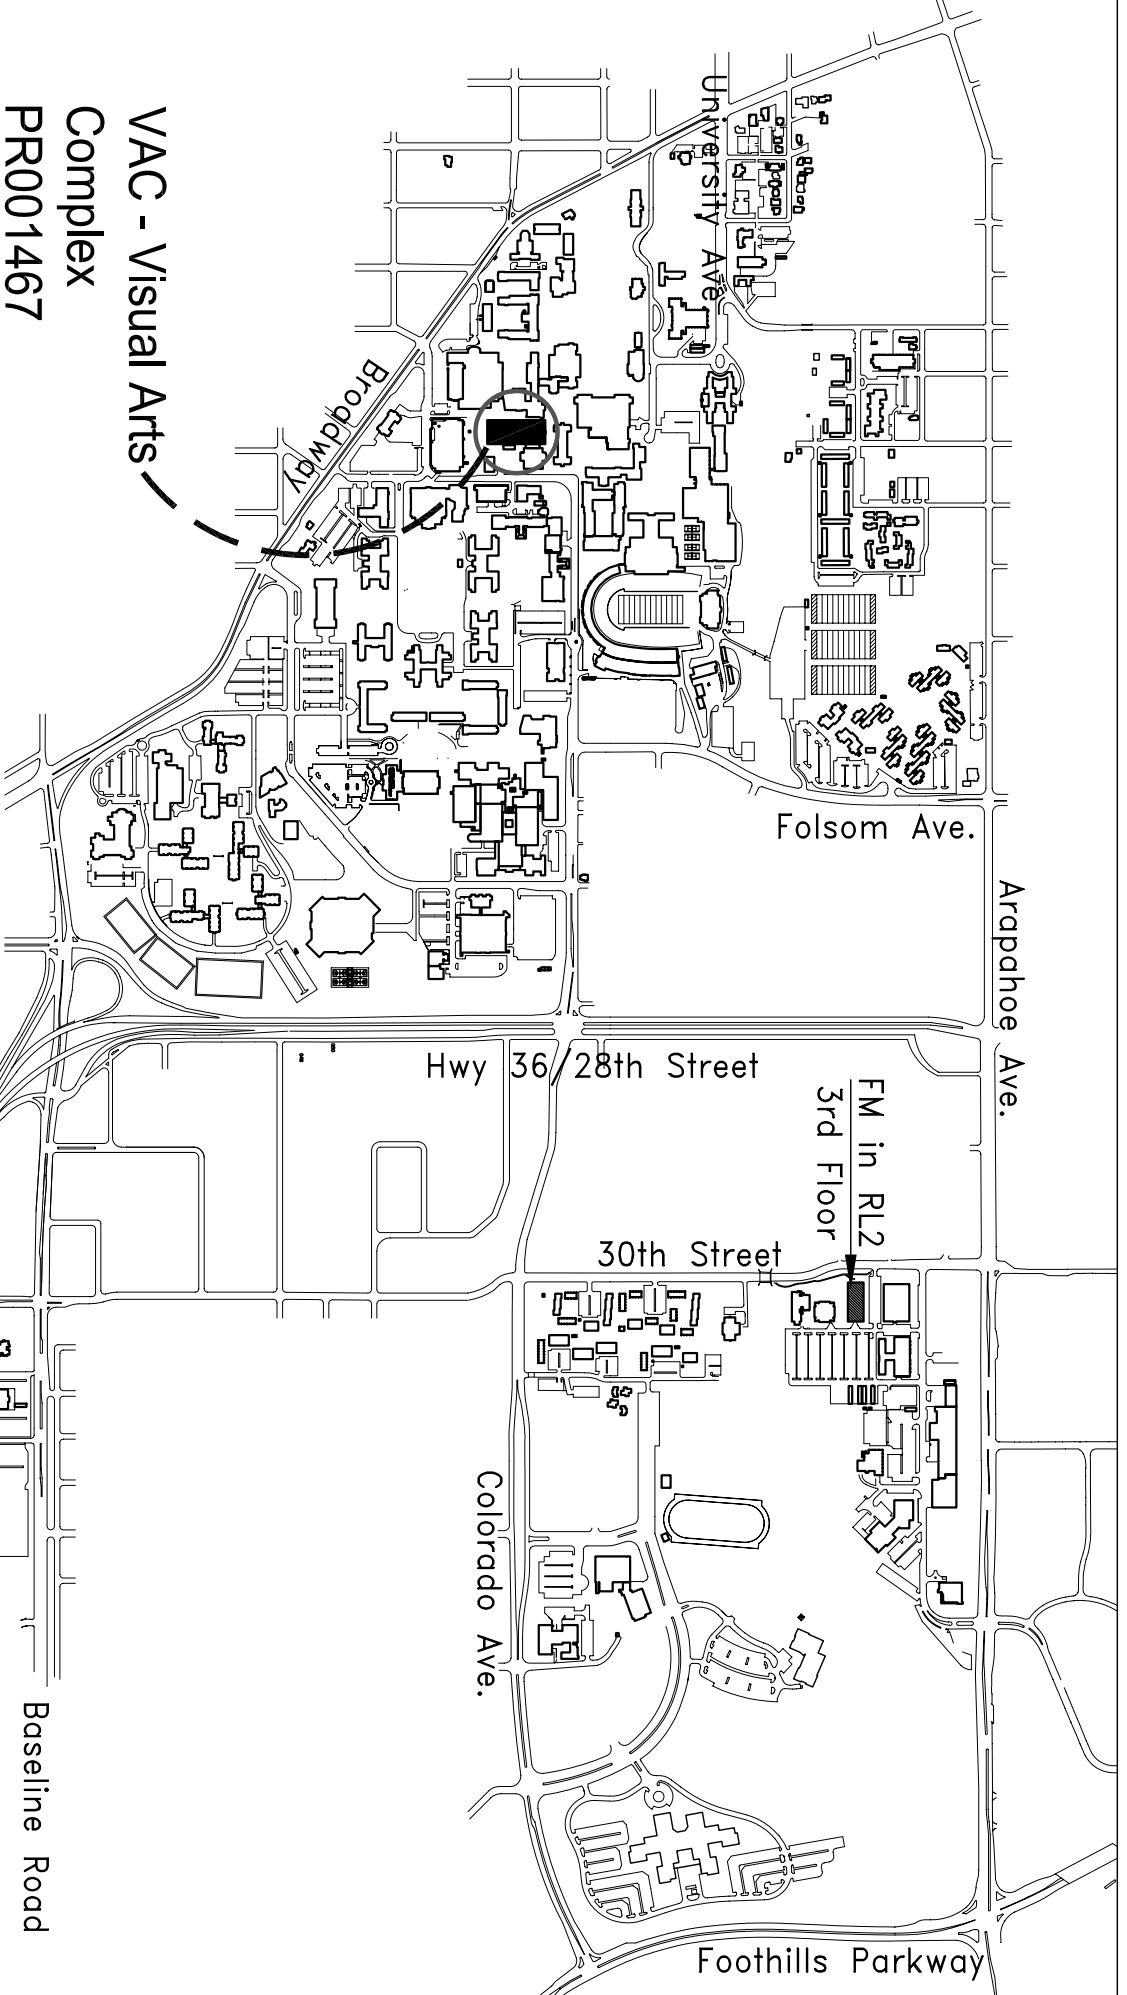 VAC - Visual Arts
Complex
PR001467
University Ave
Broadway
Folsom Ave.
Arapahoe Ave.
Hwy 36/28th Street
FM in RL2
3rd Floor
30th Street
Colorado Ave.
Baseline Road
Foothills Parkway